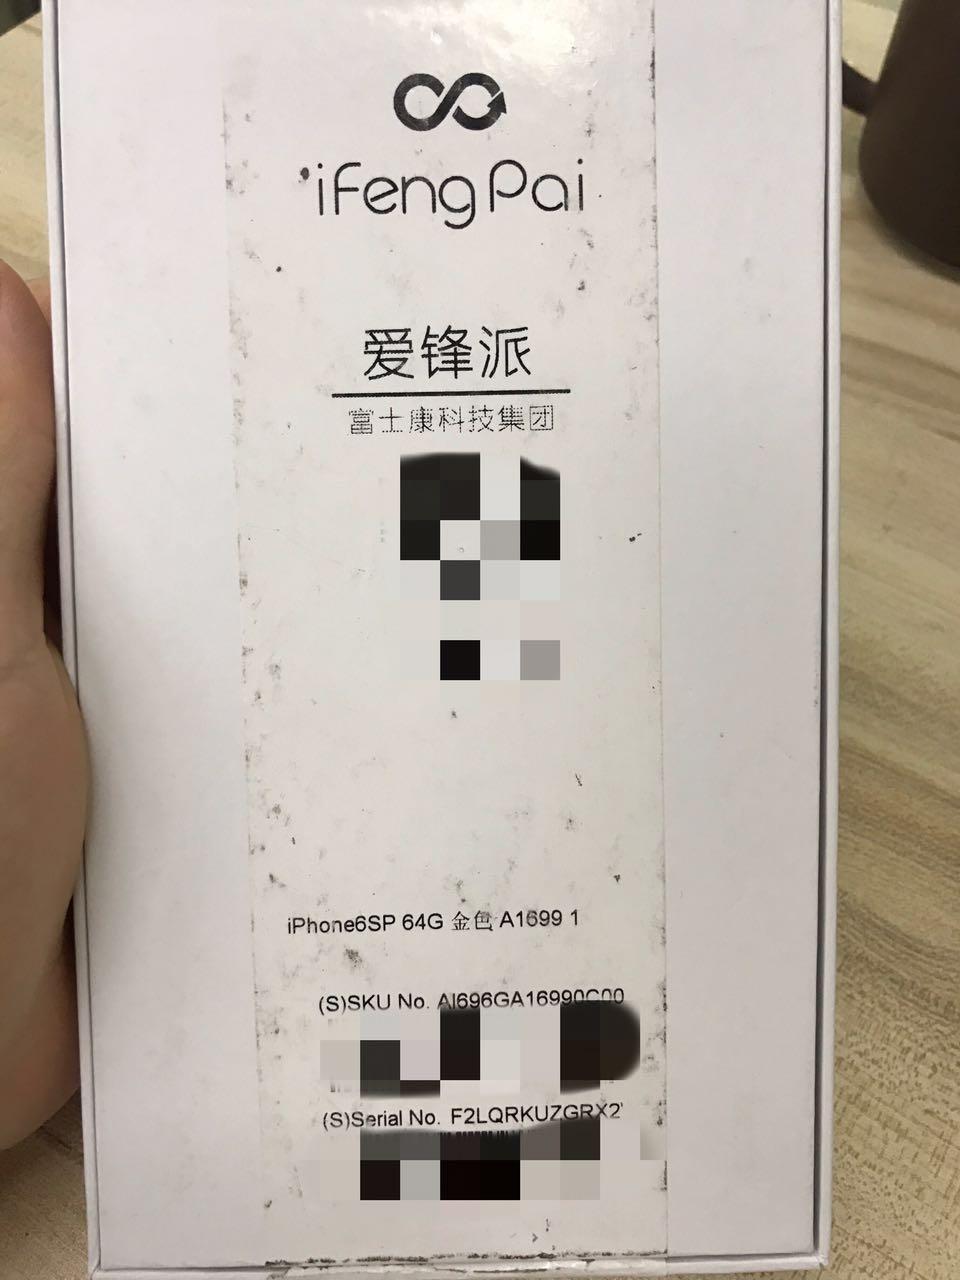 iFengPai
爱锋派
富士康科技集团
iPhone6SP 64G 金色 A1699 1
(S)SKU No. AI696GA16990C00
(S)Serial No. F2LQRKUZGRX2